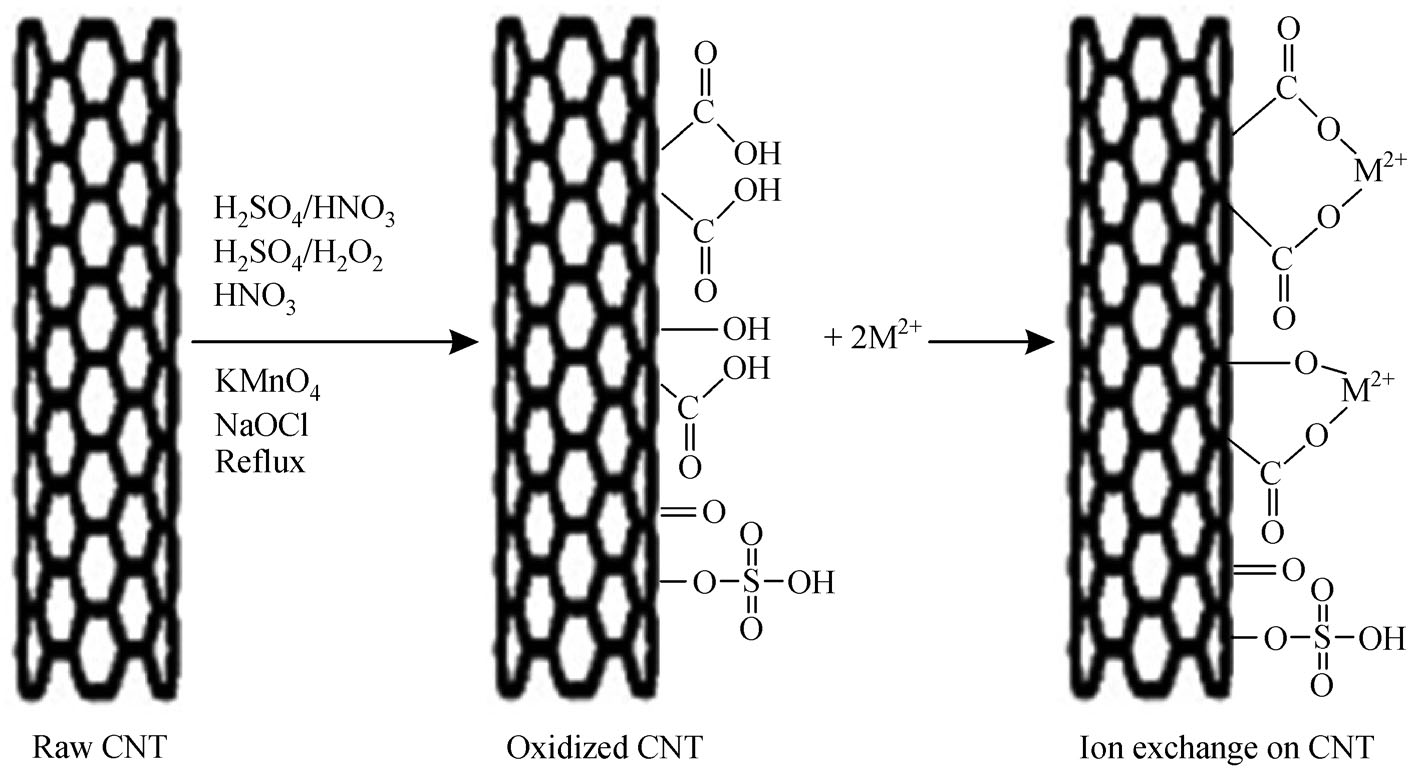 H₂SO₄/HNO₃
H₂SO₄/H₂O₂
HNO₃
KMnO₄
NaOCl
Reflux
Raw CNT
O
C
OH
OH
C
O
OH
OH
C
O
O
O
O S OH
O
Oxidized CNT
+ 2M²⁺
O
C
O
M²⁺
O
C
O
O
M²⁺
O
C
O
O
O
O S OH
O
Ion exchange on CNT